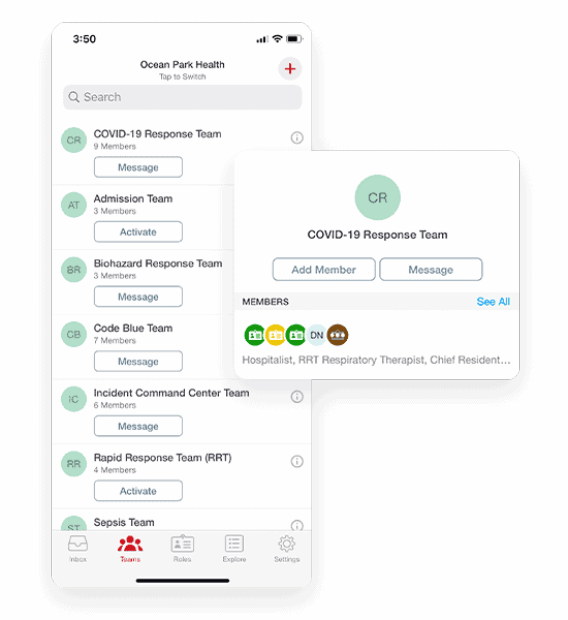 3:50
Ocean Park Health
Tap to Switch
Search
CR
COVID-19 Response Team
9 Members
Message
AT
Admission Team
3 Members
Activate
BR
Biohazard Response Team
3 Members
Message
CB
Code Blue Team
7 Members
Message
IC
Incident Command Center Team
6 Members
Message
RR
Rapid Response Team (RRT)
4 Members
Activate
ST
Sepsis Team
Inbox
Teams
Roles
Explore
Settings
CR
COVID-19 Response Team
Add Member
Message
MEMBERS
See All
DN
Hospitalist, RRT Respiratory Therapist, Chief Resident...